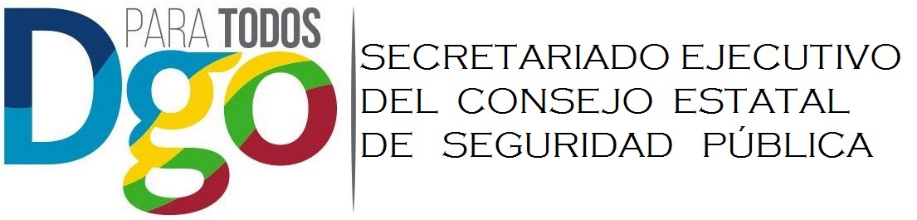 PARA TODOS
Dgo
SECRETARIADO EJECUTIVO
DEL CONSEJO ESTATAL
DE SEGURIDAD PÚBLICA